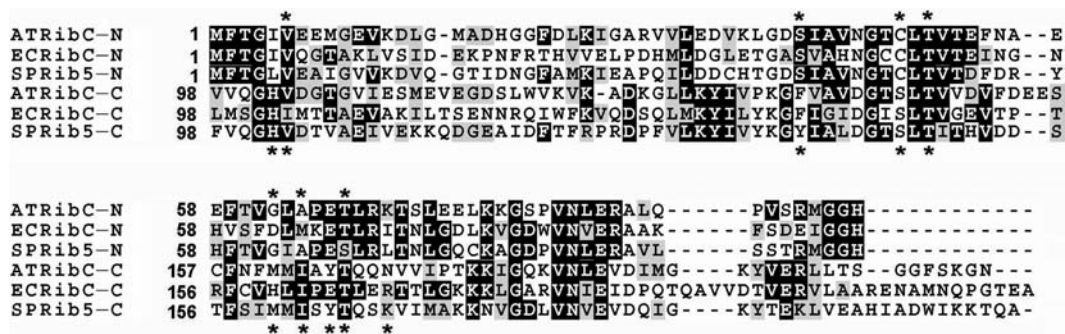 * * * *
ATRibC–N 1 MFTGIVEEMGEVKDLG-MADHGGFDLKIGARVVLEDVKLGDSIAVNGTCLTVTEFNA--E
ECRibC–N 1 MFTGIVQGTAKLVSID-EKPNFRTHVVELPDHMLDGLETGASVAHNGCCLTVTEING--N
SPRib5–N 1 MFTGLVEAIGVVKDVQ-GTIDNGFAMKIEAPQILDDCHTGDSIAVNGTCLTVTDFDR--Y
ATRibC–C 98 VVQGHVDGTGVIESMEVEGDSLWVKVK-ADKGLLKYIVPKGFVAVDGTSLTVVDVFDEES
ECRibC–C 98 LMSGHIMTTAEVAKILTSENNRQIWFKVQDSQLMKYILYKGFIGIDGISLTVGEVTP--T
SPRib5–C 98 FVQGHVDTVAEIVEKKQDGEAIDFTFRPRDPFVLKYIVYKGYIALDGTSLTITHVDD--S
** * * *
* * *
ATRibC–N 58 EFTVGLAPETLRKTSLEELKKGSPVNLERALQ------PVSRMGGH------------
ECRibC–N 58 HVSFDLMKETLRITNLGDLKVGDWVNVERAAK------FSDEIGGH------------
SPRib5–N 58 HFTVGIAPESLRLTNLGQCKAGDPVNLERAVL------SSTRMGGH------------
ATRibC–C 157 CFNFMMIAYTQQNVVIPTKKIGQKVNLEVDIMG-----KYVERLLTS--GGFSKGN---
ECRibC–C 156 RFCVHLIPETLERTTLGKKKLGARVNIEIDPQTQAVVDTVERVLAARENAMNQPGTEA
SPRib5–C 156 TFSIMMISYTQSKVIMAKKNVGDLVNVEVDQIG-----KYTEKLVEAHIADWIKKTQA-
* * ** *